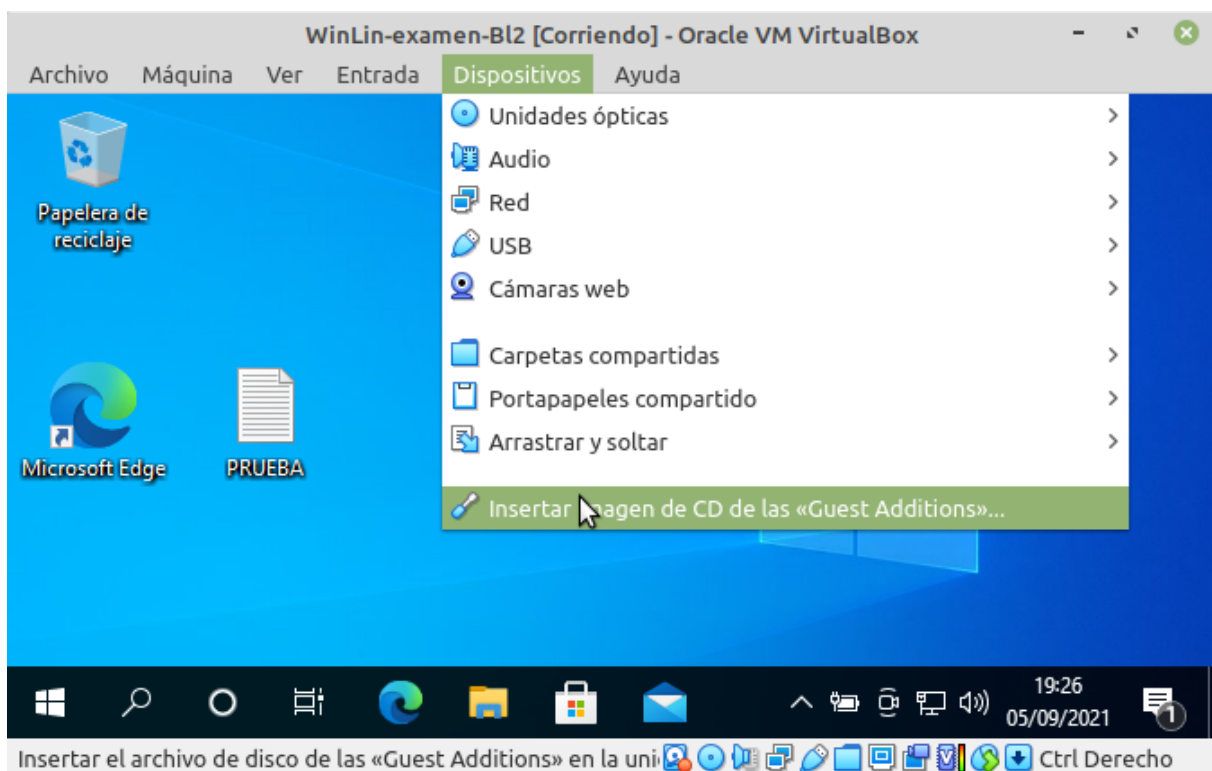 WinLin-examen-Bl2 [Corriendo] - Oracle VM VirtualBox
Archivo Máquina Ver Entrada Dispositivos Ayuda
Unidades ópticas
Audio
Red
USB
Cámaras web
Carpetas compartidas
Portapapeles compartido
Arrastrar y soltar
Insertar imagen de CD de las «Guest Additions»...
Papelera de
reciclaje
Microsoft Edge
PRUEBA
19:26
05/09/2021
1
Insertar el archivo de disco de las «Guest Additions» en la uni
Ctrl Derecho